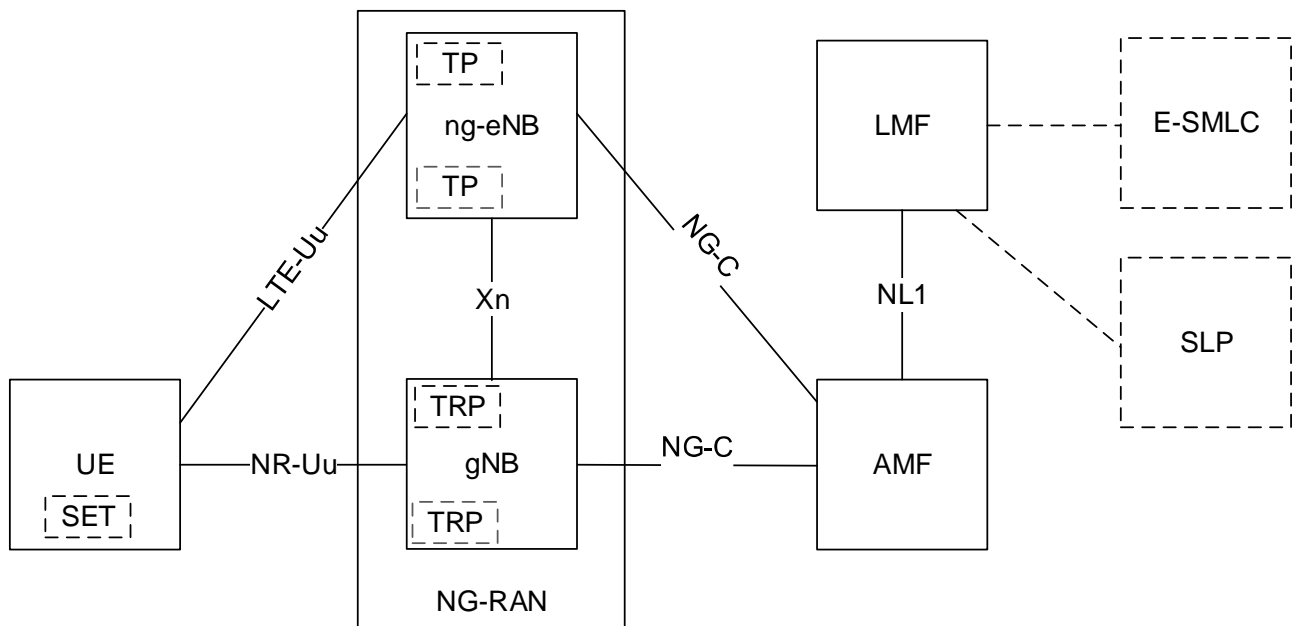 TP
ng-eNB
TP
LMF
E-SMLC
LTE-Uu
NG-C
Xn
NL1
SLP
UE
SET
NR-Uu
TRP
gNB
TRP
NG-C
AMF
NG-RAN